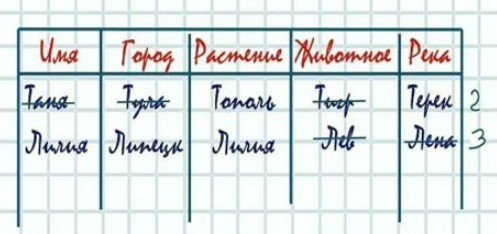 Имя Город Растение Животное Река
Таня Тула Тополь Тигр Терек 2
Лилия Липецк Лилия Лев Лена 3